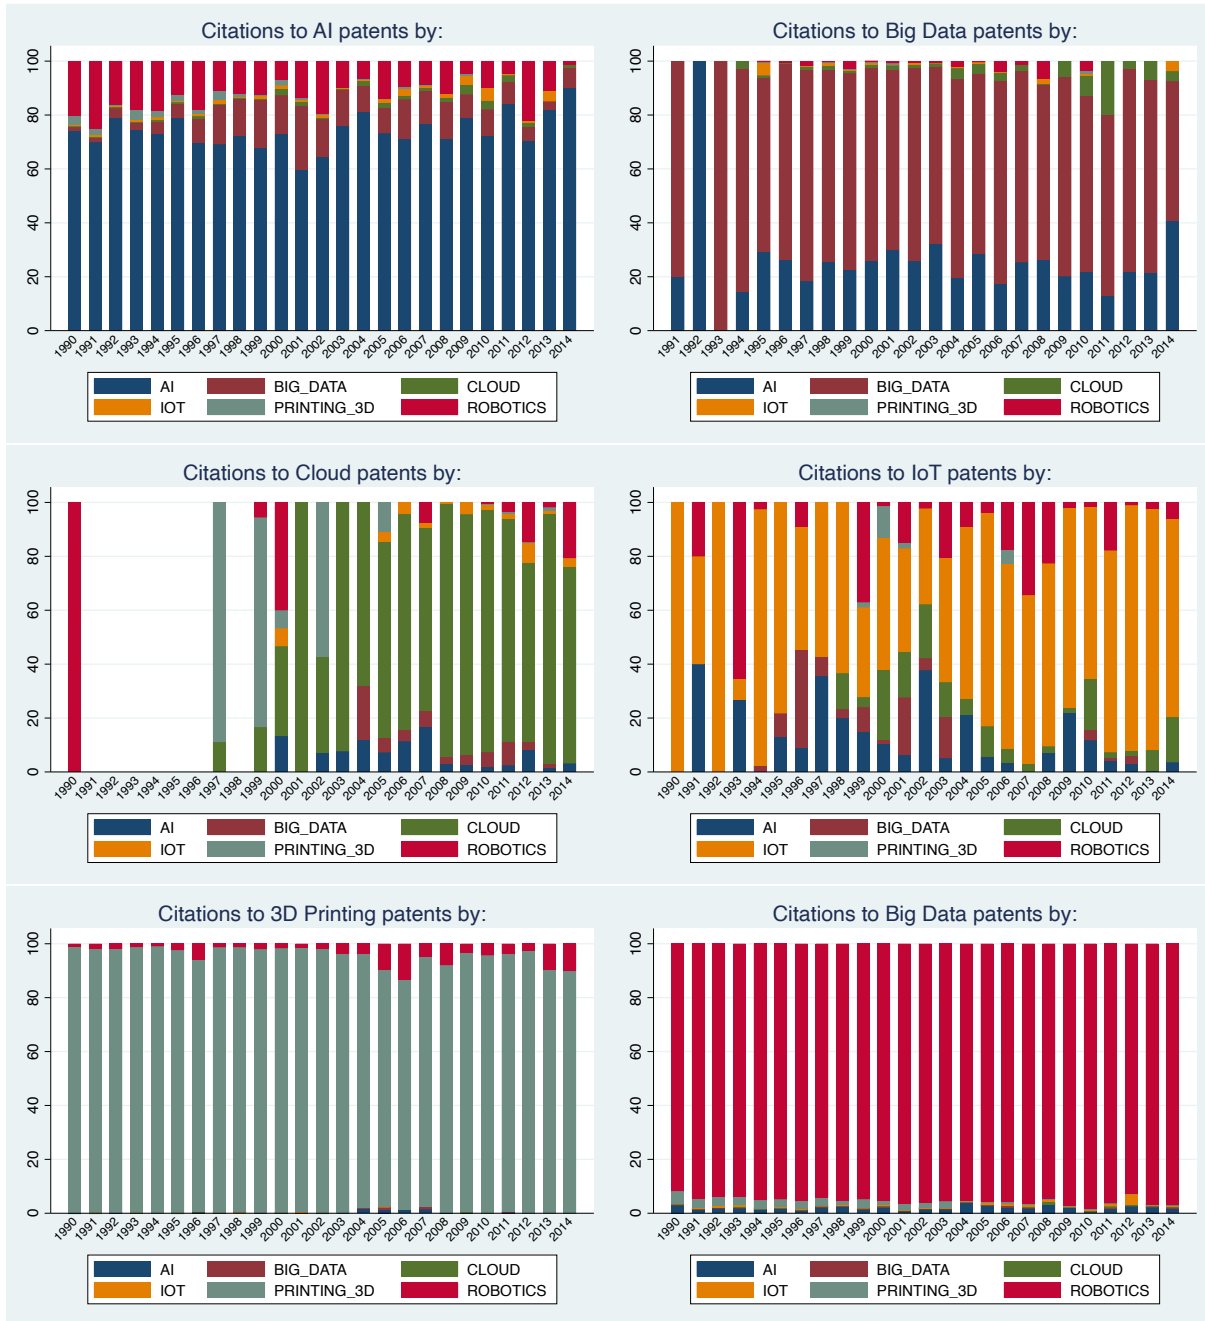 Citations to AI patents by:
100
80
60
40
20
0
1990 1991 1992 1993 1994 1995 1996 1997 1998 1999 2000 2001 2002 2003 2004 2005 2006 2007 2008 2009 2010 2011 2012 2013 2014
AI BIG_DATA CLOUD
IOT PRINTING_3D ROBOTICS
Citations to Big Data patents by:
100
80
60
40
20
0
1991 1992 1993 1994 1995 1996 1997 1998 1999 2000 2001 2002 2003 2004 2005 2006 2007 2008 2009 2010 2011 2012 2013 2014
AI BIG_DATA CLOUD
IOT PRINTING_3D ROBOTICS
Citations to Cloud patents by:
100
80
60
40
20
0
1990 1991 1992 1993 1994 1995 1996 1997 1998 1999 2000 2001 2002 2003 2004 2005 2006 2007 2008 2009 2010 2011 2012 2013 2014
AI BIG_DATA CLOUD
IOT PRINTING_3D ROBOTICS
Citations to IoT patents by:
100
80
60
40
20
0
1990 1991 1992 1993 1994 1995 1996 1997 1998 1999 2000 2001 2002 2003 2004 2005 2006 2007 2008 2009 2010 2011 2012 2013 2014
AI BIG_DATA CLOUD
IOT PRINTING_3D ROBOTICS
Citations to 3D Printing patents by:
100
80
60
40
20
0
1990 1991 1992 1993 1994 1995 1996 1997 1998 1999 2000 2001 2002 2003 2004 2005 2006 2007 2008 2009 2010 2011 2012 2013 2014
AI BIG_DATA CLOUD
IOT PRINTING_3D ROBOTICS
Citations to Big Data patents by:
100
80
60
40
20
0
1990 1991 1992 1993 1994 1995 1996 1997 1998 1999 2000 2001 2002 2003 2004 2005 2006 2007 2008 2009 2010 2011 2012 2013 2014
AI BIG_DATA CLOUD
IOT PRINTING_3D ROBOTICS